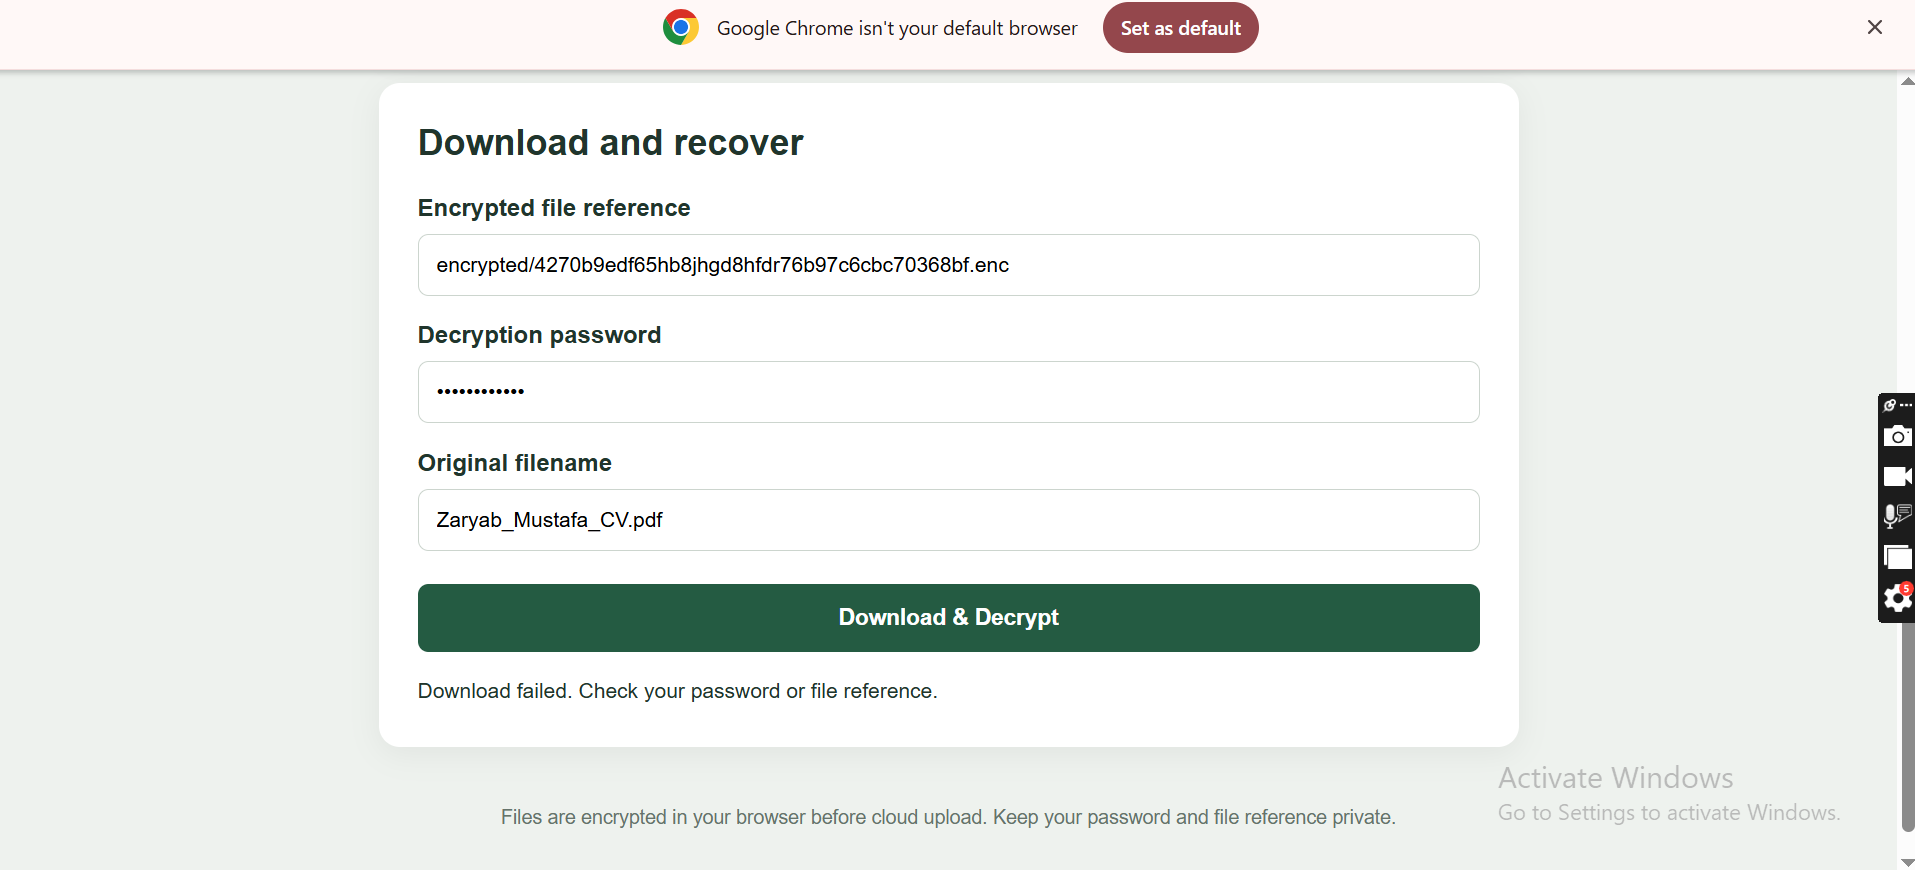 Google Chrome isn't your default browser
Set as default
Download and recover
Encrypted file reference
encrypted/4270b9edf65hb8jhgd8hfdr76b97c6cbc70368bf.enc
Decryption password
••••••••••••
Original filename
Zaryab_Mustafa_CV.pdf
Download & Decrypt
Download failed. Check your password or file reference.
Files are encrypted in your browser before cloud upload. Keep your password and file reference private.
Activate Windows
Go to Settings to activate Windows.
5